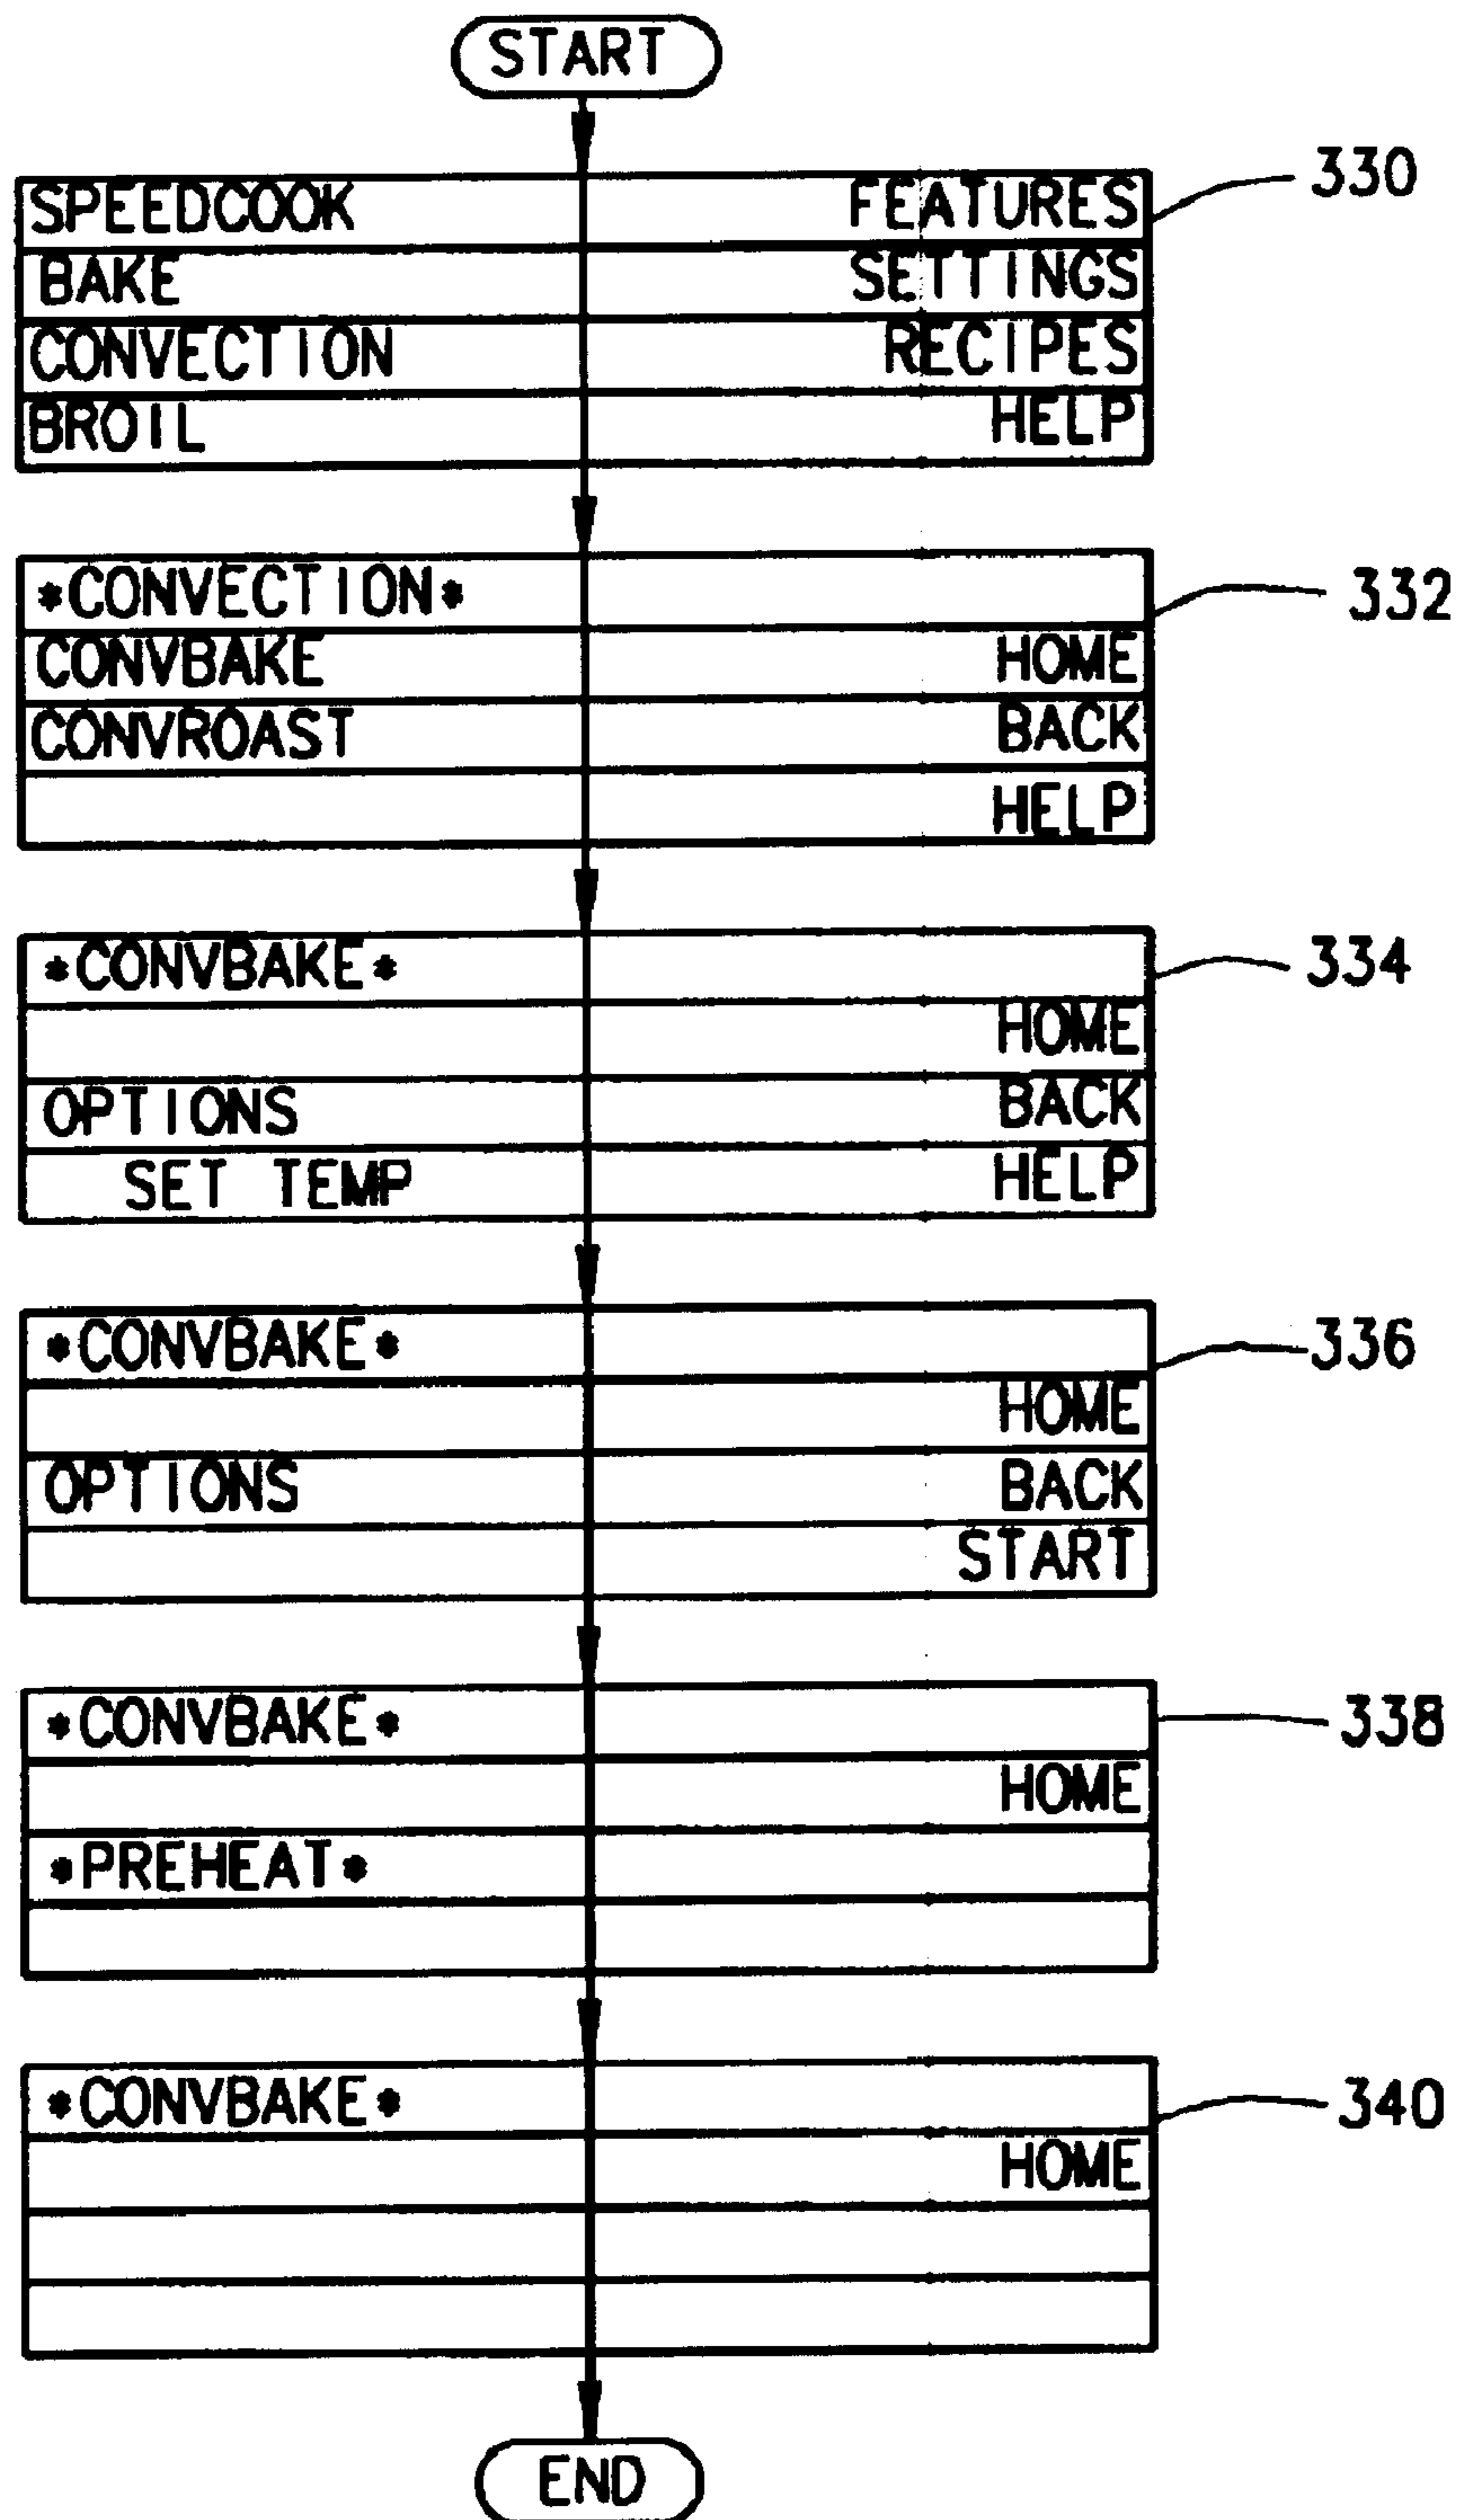 START
SPEEDCOOK FEATURES 330
BAKE SETTINGS
CONVECTION RECIPES
BROIL HELP
*CONVECTION* 332
CONVBAKE HOME
CONVROAST BACK
HELP
*CONVBAKE* 334
HOME
OPTIONS BACK
SET TEMP HELP
*CONVBAKE* 336
HOME
OPTIONS BACK
START
*CONVBAKE* 338
HOME
*PREHEAT*
*CONVBAKE* 340
HOME
END